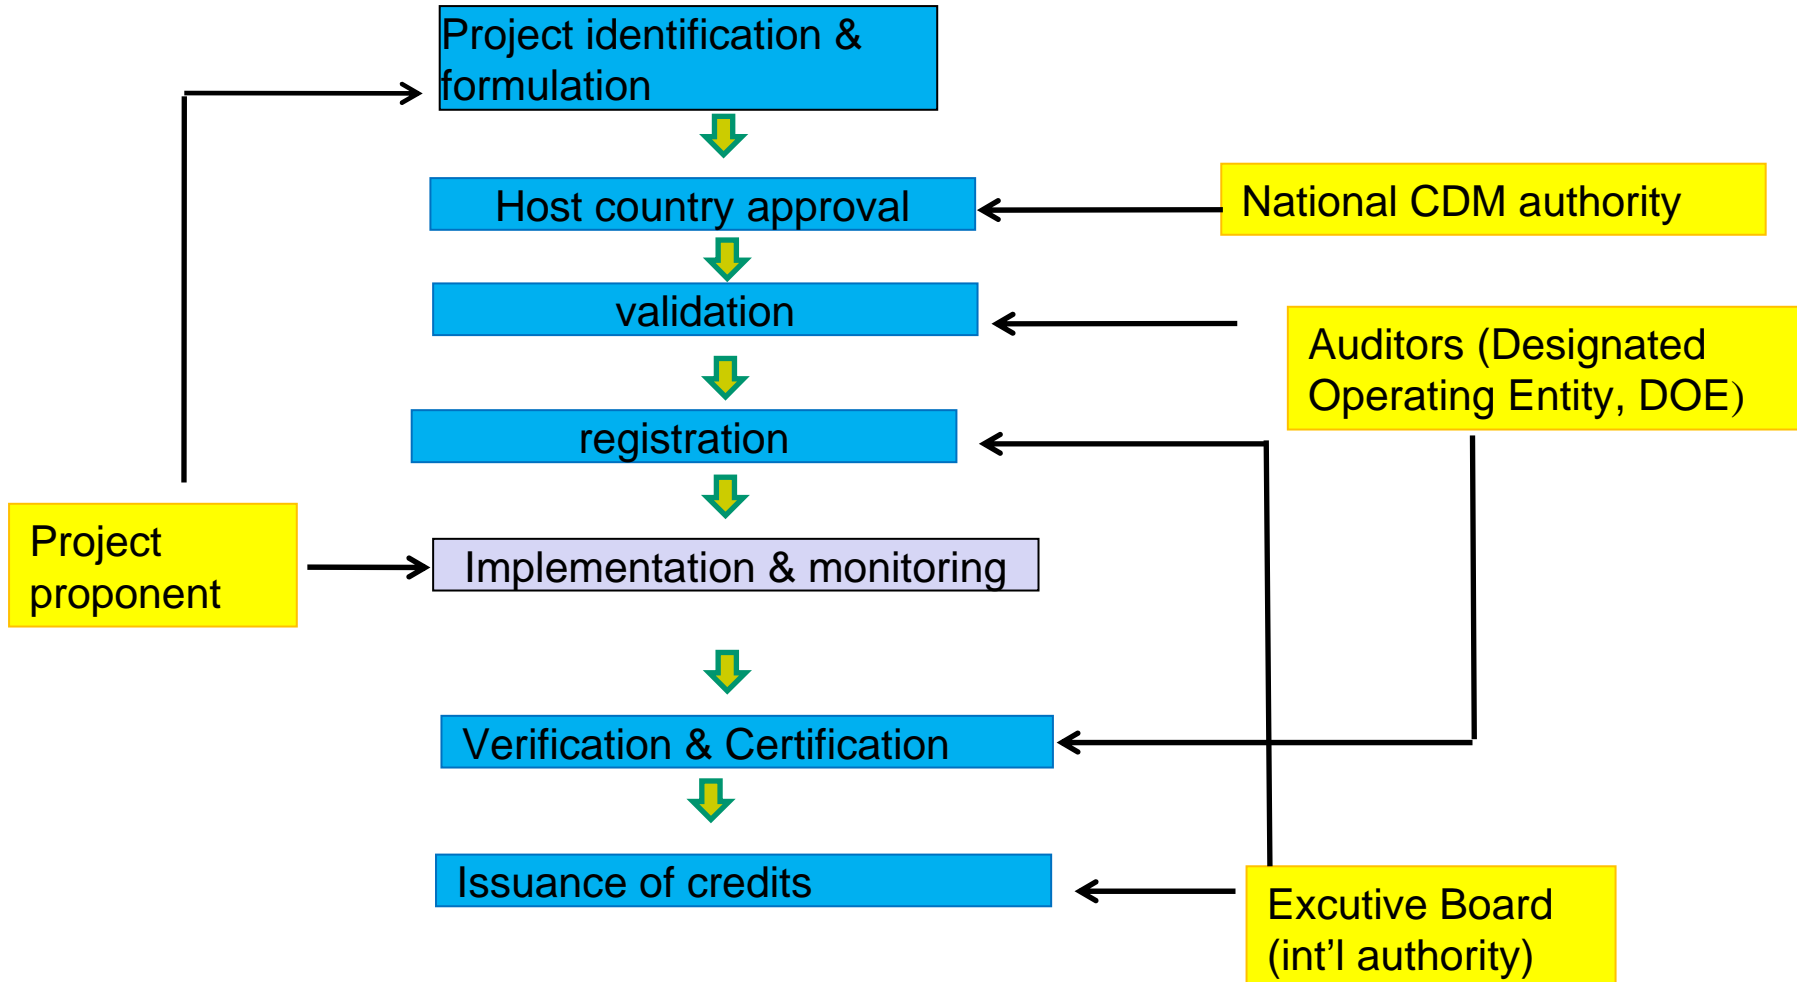 Project identification &
formulation
Host country approval
National CDM authority
validation
Auditors (Designated
Operating Entity, DOE)
registration
Project
proponent
Implementation & monitoring
Verification & Certification
Issuance of credits
Excutive Board
(int'l authority)